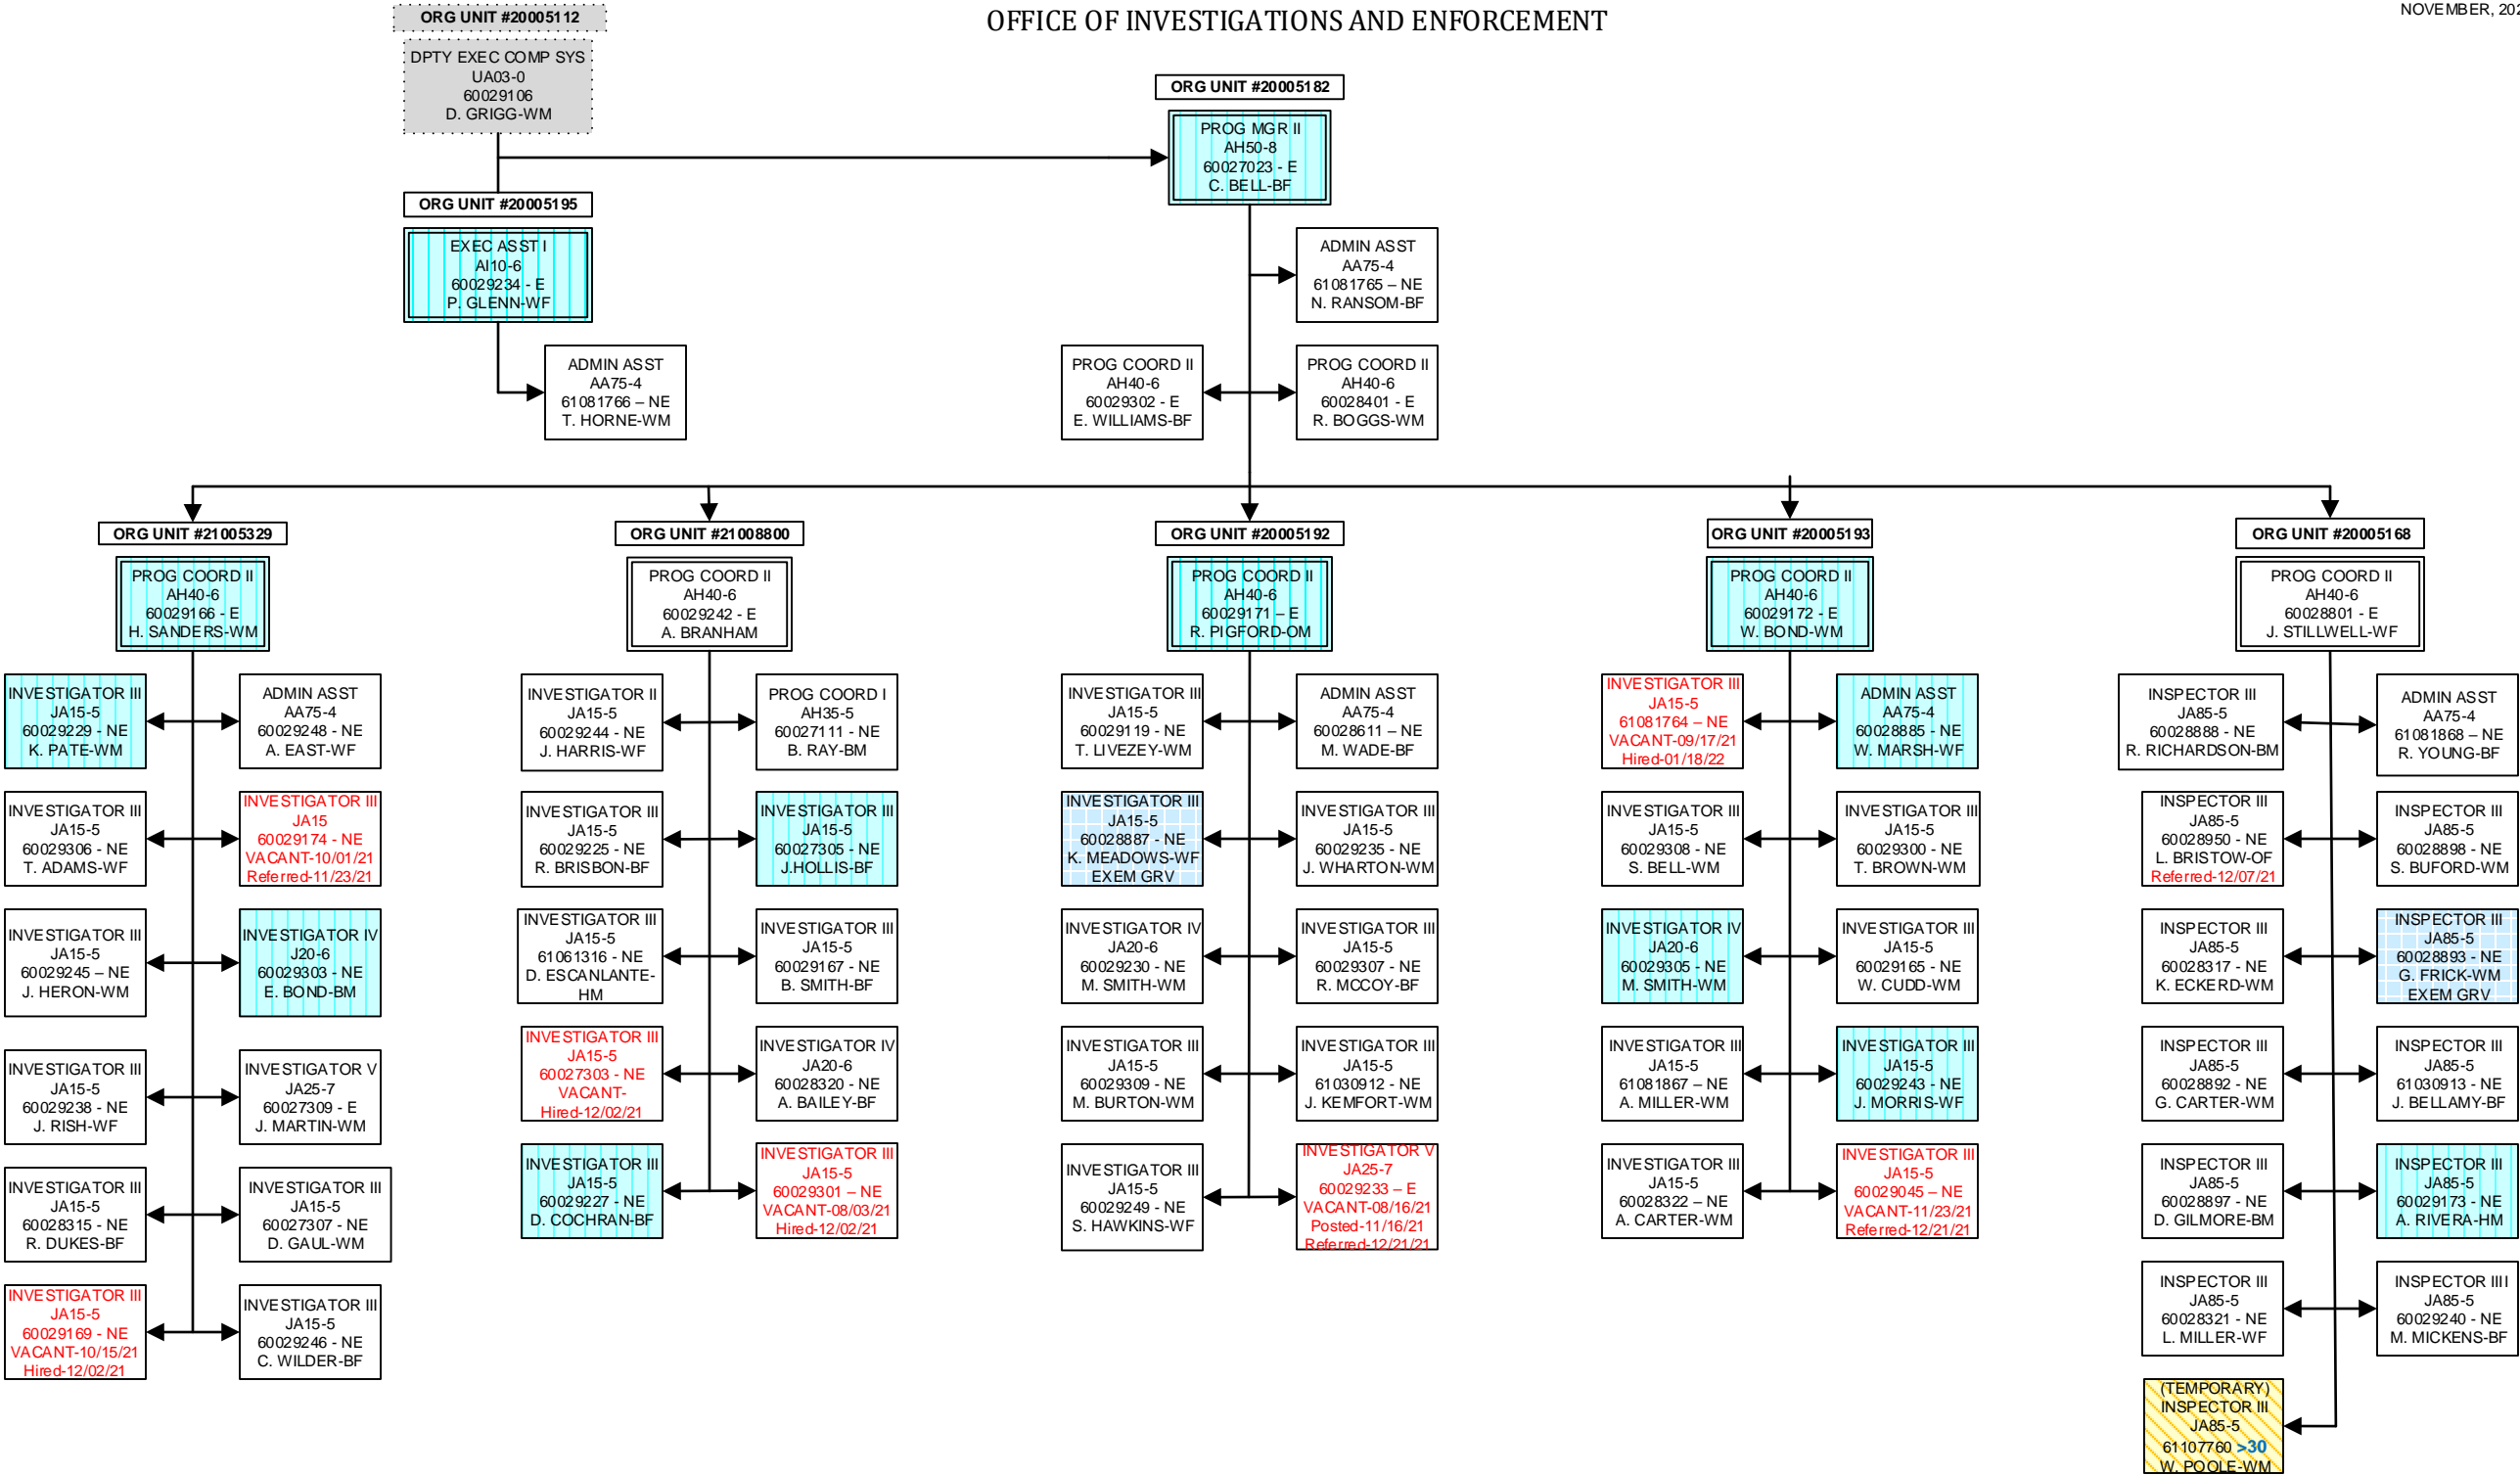 OFFICE OF INVESTIGATIONS AND ENFORCEMENT
NOVEMBER, 202
ORG UNIT #20005112
DPTY EXEC COMP SYS
UA03-0
60029106
D. GRIGG-WM
ORG UNIT #20005182
PROG MGR II
AH50-8
60027023 - E
C. BELL-BF
ORG UNIT #20005195
EXEC ASST I
AI10-6
60029234 - E
P. GLENN-WF
ADMIN ASST
AA75-4
61081765 – NE
N. RANSOM-BF
ADMIN ASST
AA75-4
61081766 – NE
T. HORNE-WM
PROG COORD II
AH40-6
60029302 - E
E. WILLIAMS-BF
PROG COORD II
AH40-6
60028401 - E
R. BOGGS-WM
ORG UNIT #21005329
PROG COORD II
AH40-6
60029166 - E
H. SANDERS-WM
INVESTIGATOR III
JA15-5
60029229 - NE
K. PATE-WM
ADMIN ASST
AA75-4
60029248 - NE
A. EAST-WF
INVESTIGATOR III
JA15-5
60029306 - NE
T. ADAMS-WF
INVESTIGATOR III
JA15
60029174 - NE
VACANT-10/01/21
Referred-11/23/21
INVESTIGATOR III
JA15-5
60029245 – NE
J. HERON-WM
INVESTIGATOR IV
J20-6
60029303 - NE
E. BOND-BM
INVESTIGATOR III
JA15-5
60029238 - NE
J. RISH-WF
INVESTIGATOR V
JA25-7
60027309 - E
J. MARTIN-WM
INVESTIGATOR III
JA15-5
60028315 - NE
R. DUKES-BF
INVESTIGATOR III
JA15-5
60027307 - NE
D. GAUL-WM
INVESTIGATOR III
JA15-5
60029169 - NE
VACANT-10/15/21
Hired-12/02/21
INVESTIGATOR III
JA15-5
60029246 - NE
C. WILDER-BF
ORG UNIT #21008800
PROG COORD II
AH40-6
60029242 - E
A. BRANHAM
INVESTIGATOR II
JA15-5
60029244 - NE
J. HARRIS-WF
PROG COORD I
AH35-5
60027111 - NE
B. RAY-BM
INVESTIGATOR III
JA15-5
60029225 - NE
R. BRISBON-BF
INVESTIGATOR III
JA15-5
60027305 - NE
J.HOLLIS-BF
INVESTIGATOR III
JA15-5
61061316 - NE
D. ESCANLANTE-
HM
INVESTIGATOR III
JA15-5
60029167 - NE
B. SMITH-BF
INVESTIGATOR III
JA15-5
60027303 - NE
VACANT-
Hired-12/02/21
INVESTIGATOR IV
JA20-6
60028320 - NE
A. BAILEY-BF
INVESTIGATOR III
JA15-5
60029227 - NE
D. COCHRAN-BF
INVESTIGATOR III
JA15-5
60029301 – NE
VACANT-08/03/21
Hired-12/02/21
ORG UNIT #20005192
PROG COORD II
AH40-6
60029171 – E
R. PIGFORD-OM
INVESTIGATOR III
JA15-5
60029119 - NE
T. LIVEZEY-WM
ADMIN ASST
AA75-4
60028611 – NE
M. WADE-BF
INVESTIGATOR III
JA15-5
60028887 - NE
K. MEADOWS-WF
EXEM GRV
INVESTIGATOR III
JA15-5
60029235 - NE
J. WHARTON-WM
INVESTIGATOR IV
JA20-6
60029230 - NE
M. SMITH-WM
INVESTIGATOR III
JA15-5
60029307 - NE
R. MCCOY-BF
INVESTIGATOR III
JA15-5
60029309 - NE
M. BURTON-WM
INVESTIGATOR III
JA15-5
61030912 - NE
J. KEMFORT-WM
INVESTIGATOR III
JA15-5
60029249 - NE
S. HAWKINS-WF
INVESTIGATOR V
JA25-7
60029233 – E
VACANT-08/16/21
Posted-11/16/21
Referred-12/21/21
ORG UNIT #20005193
PROG COORD II
AH40-6
60029172 – E
W. BOND-WM
INVESTIGATOR III
JA15-5
61081764 – NE
VACANT-09/17/21
Hired-01/18/22
ADMIN ASST
AA75-4
60028885 - NE
W. MARSH-WF
INVESTIGATOR III
JA15-5
60029308 - NE
S. BELL-WM
INVESTIGATOR III
JA15-5
60029300 - NE
T. BROWN-WM
INVESTIGATOR IV
JA20-6
60029305 - NE
M. SMITH-WM
INVESTIGATOR III
JA15-5
60029165 - NE
W. CUDD-WM
INVESTIGATOR III
JA15-5
61081867 – NE
A. MILLER-WM
INVESTIGATOR III
JA15-5
60029243 - NE
J. MORRIS-WF
INVESTIGATOR III
JA15-5
60028322 – NE
A. CARTER-WM
INVESTIGATOR III
JA15-5
60029045 – NE
VACANT-11/23/21
Referred-12/21/21
ORG UNIT #20005168
PROG COORD II
AH40-6
60028801 - E
J. STILLWELL-WF
INSPECTOR III
JA85-5
60028888 - NE
R. RICHARDSON-BM
ADMIN ASST
AA75-4
61081868 – NE
R. YOUNG-BF
INSPECTOR III
JA85-5
60028950 - NE
L. BRISTOW-OF
Referred-12/07/21
INSPECTOR III
JA85-5
60028898 - NE
S. BUFORD-WM
INSPECTOR III
JA85-5
60028317 - NE
K. ECKERD-WM
INSPECTOR III
JA85-5
60028893 - NE
G. FRICK-WM
EXEM GRV
INSPECTOR III
JA85-5
60028892 - NE
G. CARTER-WM
INSPECTOR III
JA85-5
61030913 - NE
J. BELLAMY-BF
INSPECTOR III
JA85-5
60028897 - NE
D. GILMORE-BM
INSPECTOR III
JA85-5
60029173 - NE
A. RIVERA-HM
INSPECTOR III
JA85-5
60028321 - NE
L. MILLER-WF
INSPECTOR IIII
JA85-5
60029240 - NE
M. MICKENS-BF
(TEMPORARY)
INSPECTOR III
JA85-5
61107760 >30
W. POOLE-WM